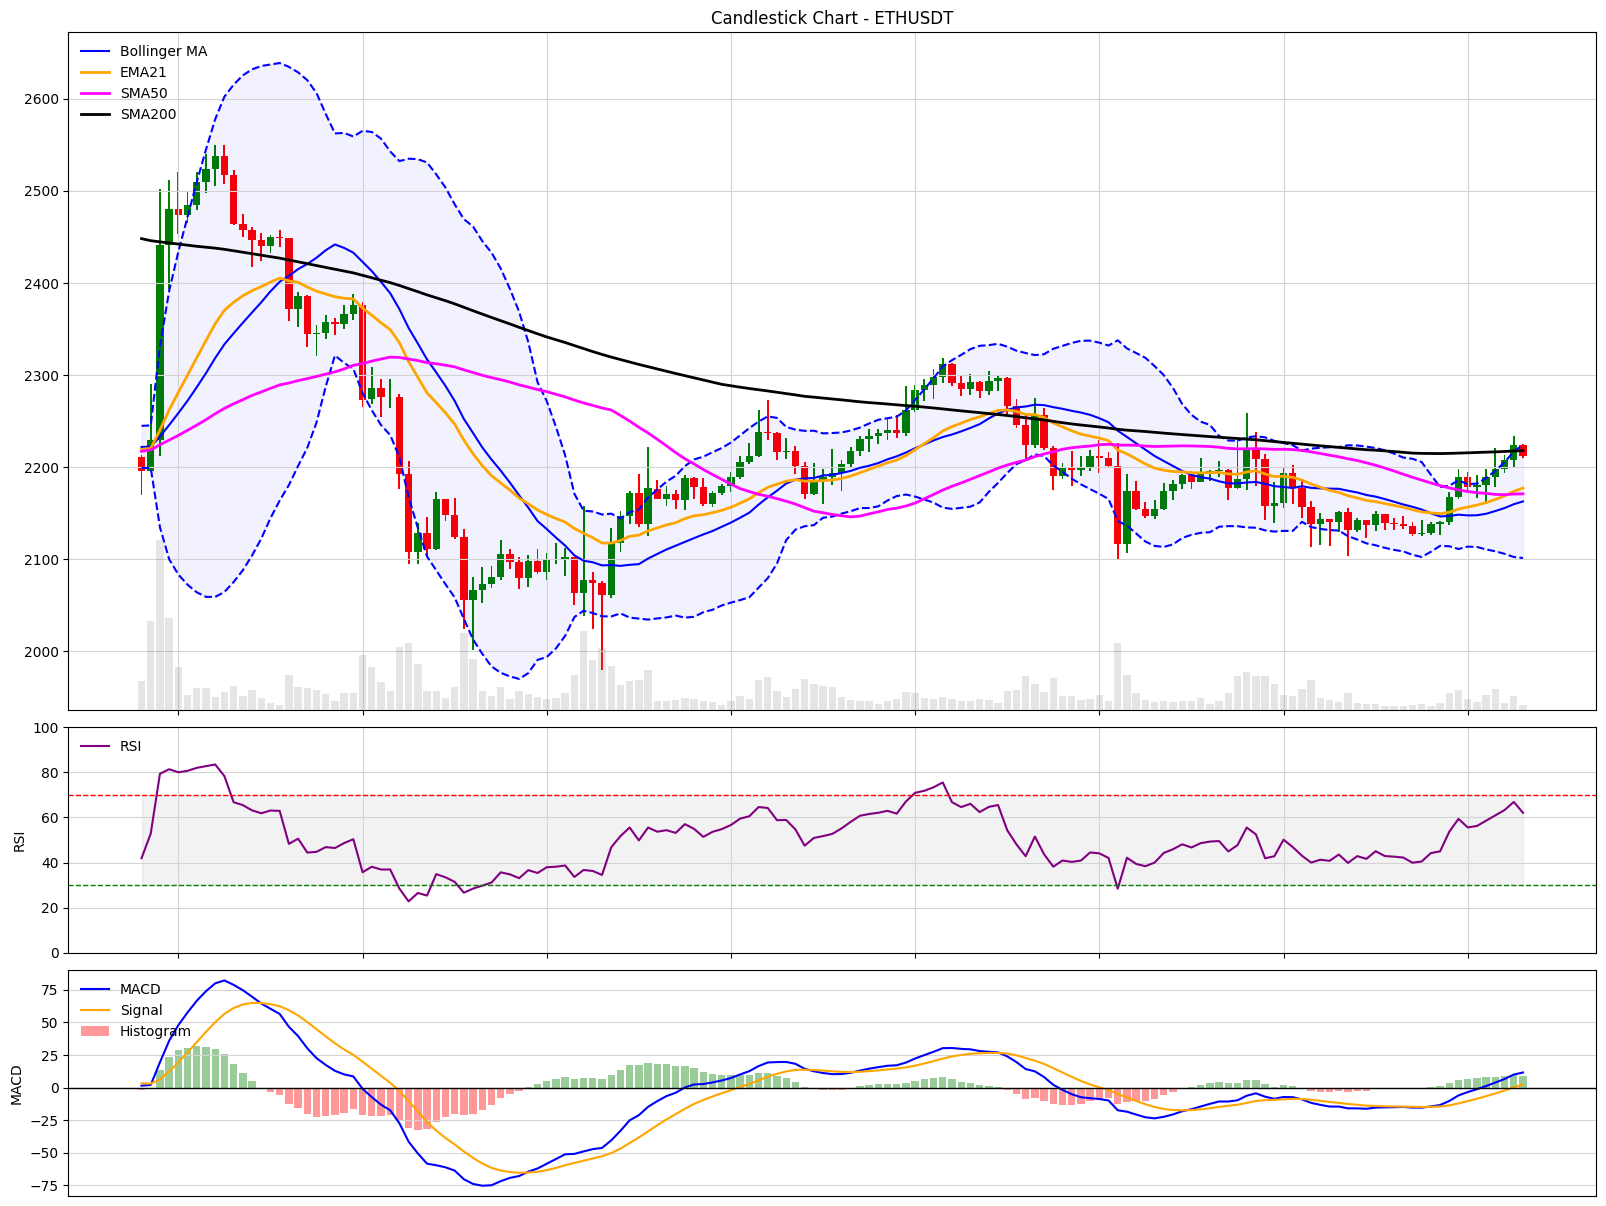 Candlestick Chart - ETHUSDT
Bollinger MA
EMA21
SMA50
SMA200
2600
2500
2400
2300
2200
2100
2000
RSI
100
80
60
40
20
0
RSI
MACD
Signal
Histogram
75
50
25
0
−25
−50
−75
MACD